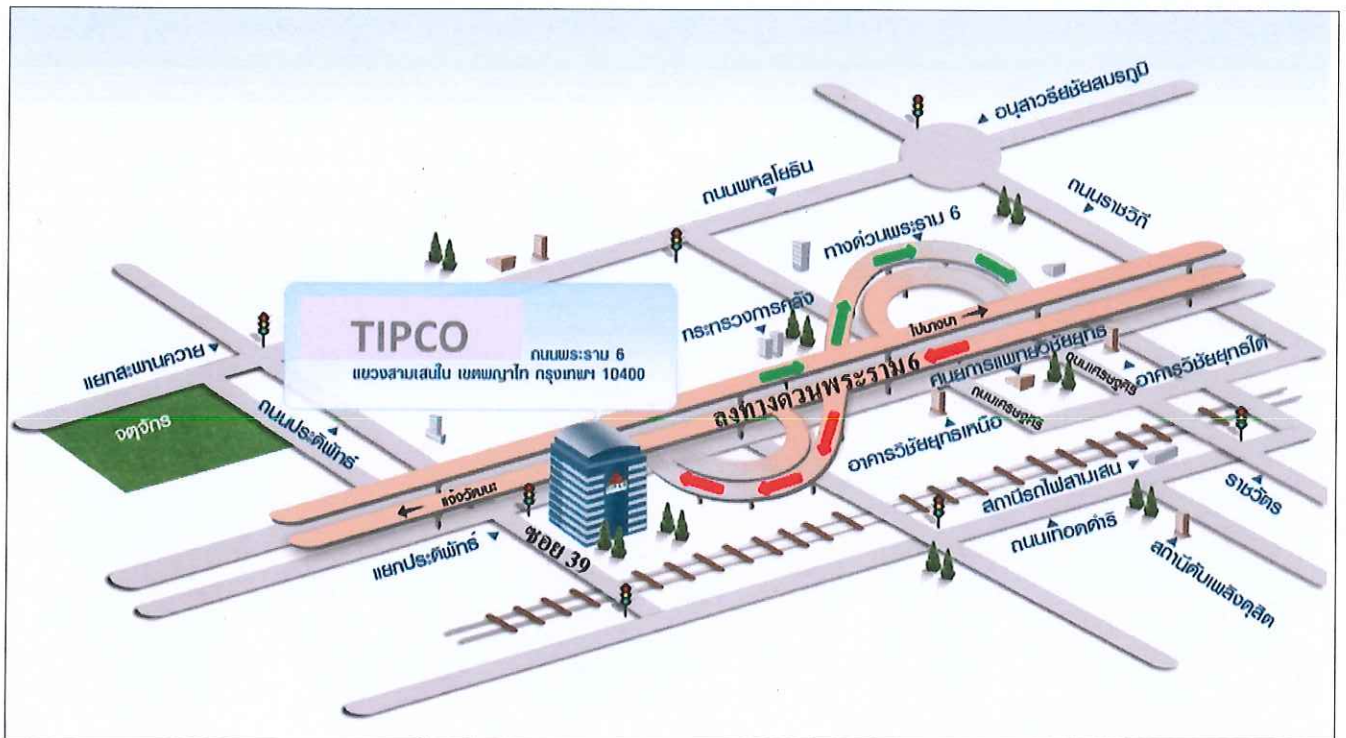 อนุสาวรีย์ชัยสมรภูมิ
ถนนพหลโยธิน
ถนนราชวิถี
ทางด่วนพระราม 6
TIPCO
ถนนพระราม 6
แขวงสามเสนใน เขตพญาไท กรุงเทพฯ 10400
กระทรวงการคลัง
ไปบางนา
แยกสะพานควาย
ศูนย์การแพทย์วิชัยยุทธ
ถนนเศรษฐศิริ
อาคารวิชัยยุทธใต้
ลงทางด่วนพระราม6
ถนนเศรษฐศิริ
จตุจักร
ถนนประดิพัทธ์
อาคารวิชัยยุทธเหนือ
สถานีรถไฟสามเสน
ราชวัตร
แจ้งวัฒนะ
แยกประดิพัทธ์
ซอย 39
ถนนเทอดดำริ
สถานีดับเพลิงดุสิต